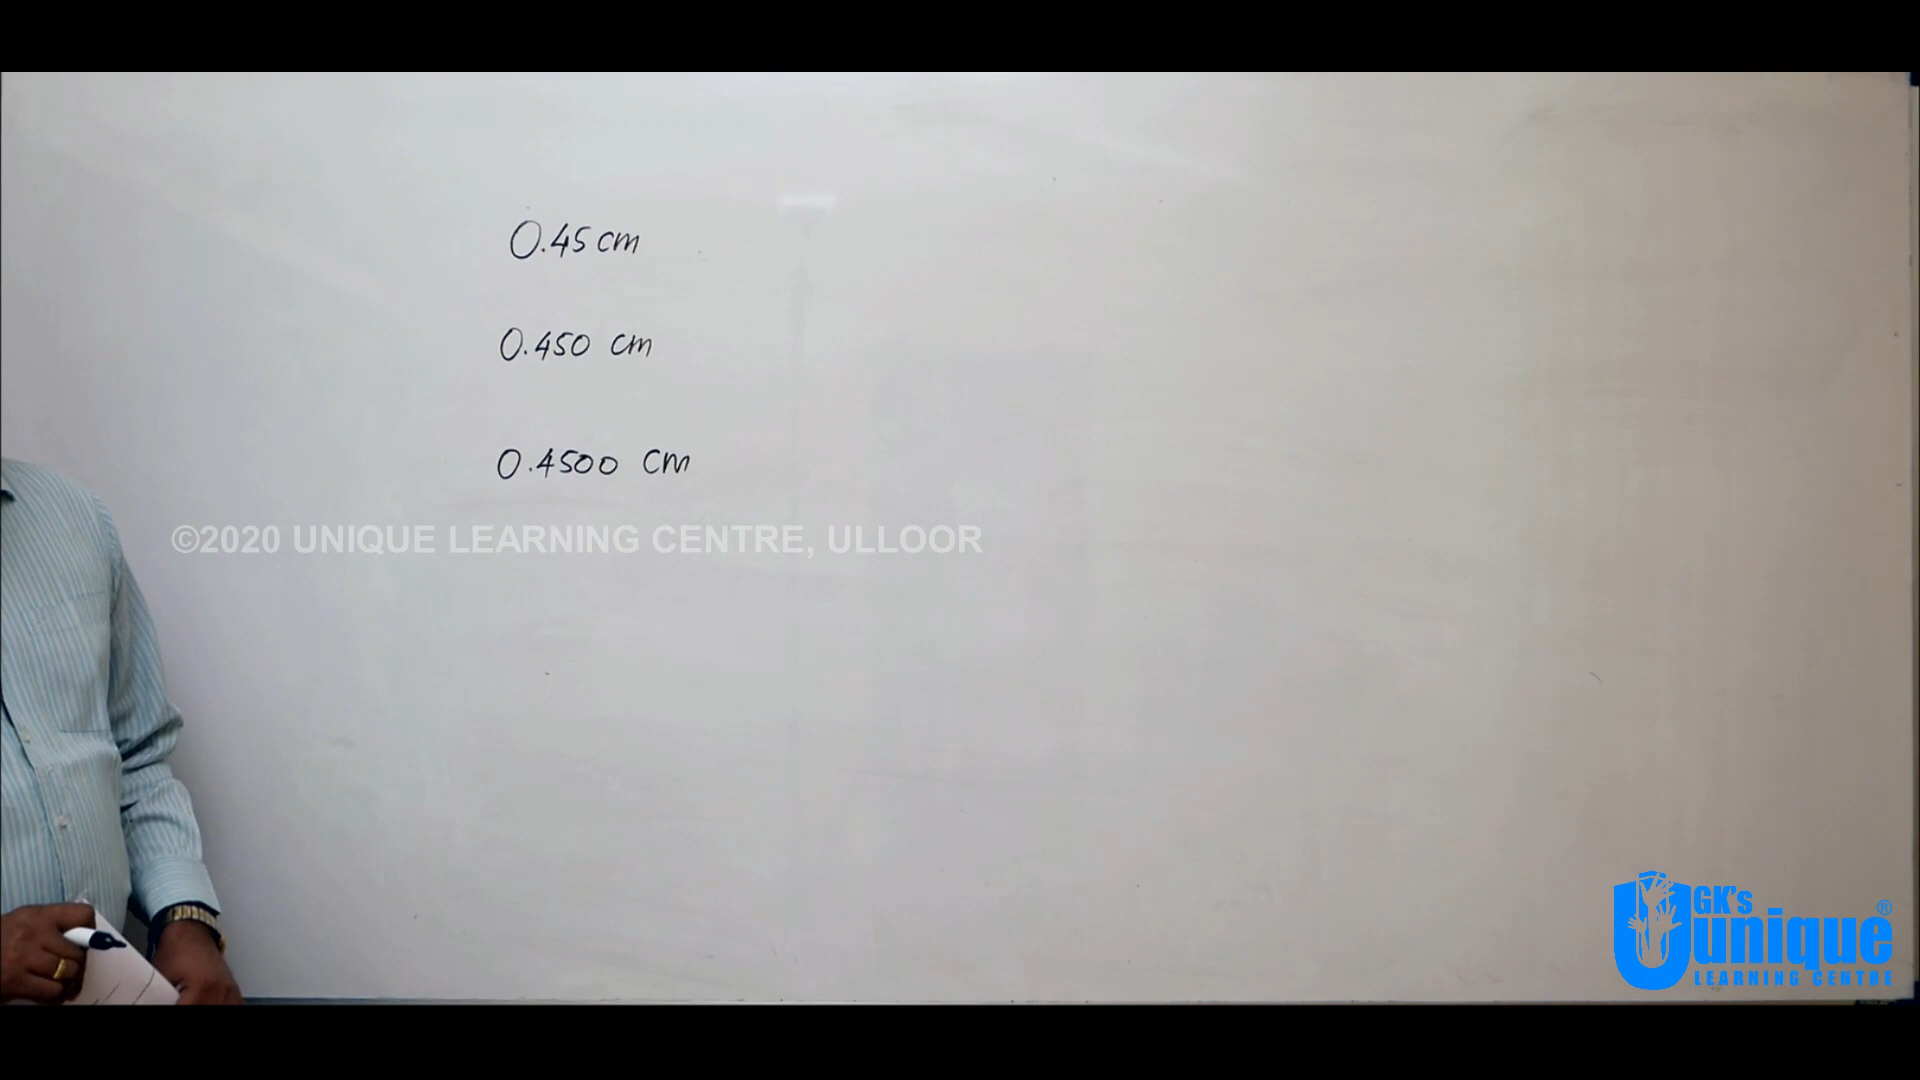 0.45 cm
0.450 cm
0.4500 cm
©2020 UNIQUE LEARNING CENTRE, ULLOOR
GK's
unique®
LEARNING CENTRE